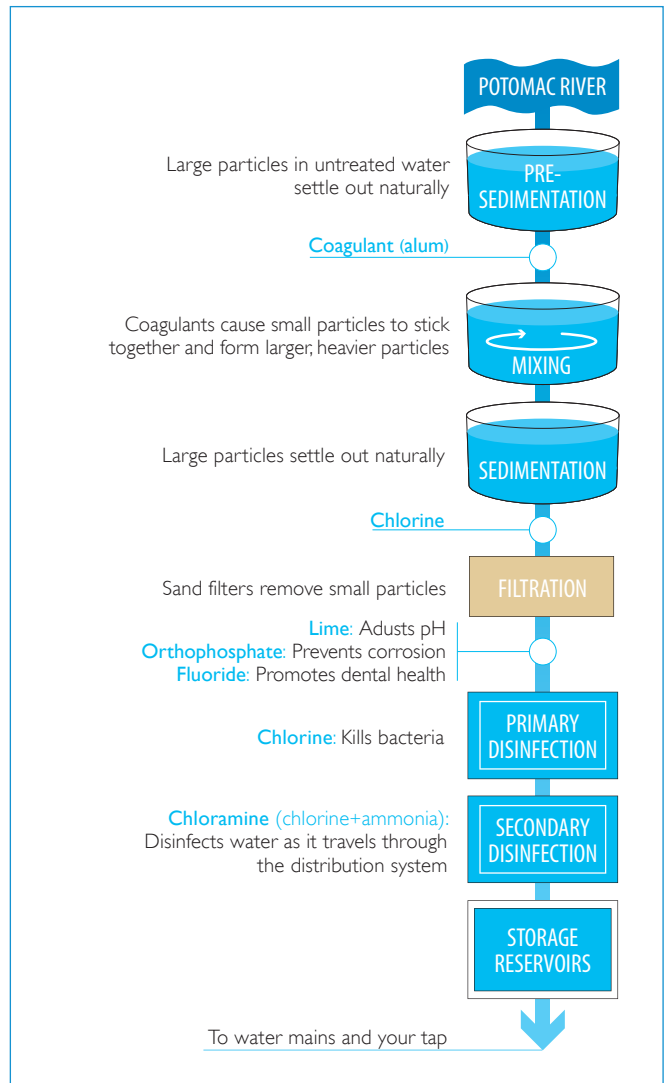 POTOMAC RIVER
Large particles in untreated water
settle out naturally
PRE-
SEDIMENTATION
Coagulant (alum)
Coagulants cause small particles to stick
together and form larger, heavier particles
MIXING
Large particles settle out naturally
SEDIMENTATION
Chlorine
Sand filters remove small particles
FILTRATION
Lime: Adusts pH
Orthophosphate: Prevents corrosion
Fluoride: Promotes dental health
Chlorine: Kills bacteria
PRIMARY
DISINFECTION
Chloramine (chlorine+ammonia):
Disinfects water as it travels through
the distribution system
SECONDARY
DISINFECTION
STORAGE
RESERVOIRS
To water mains and your tap